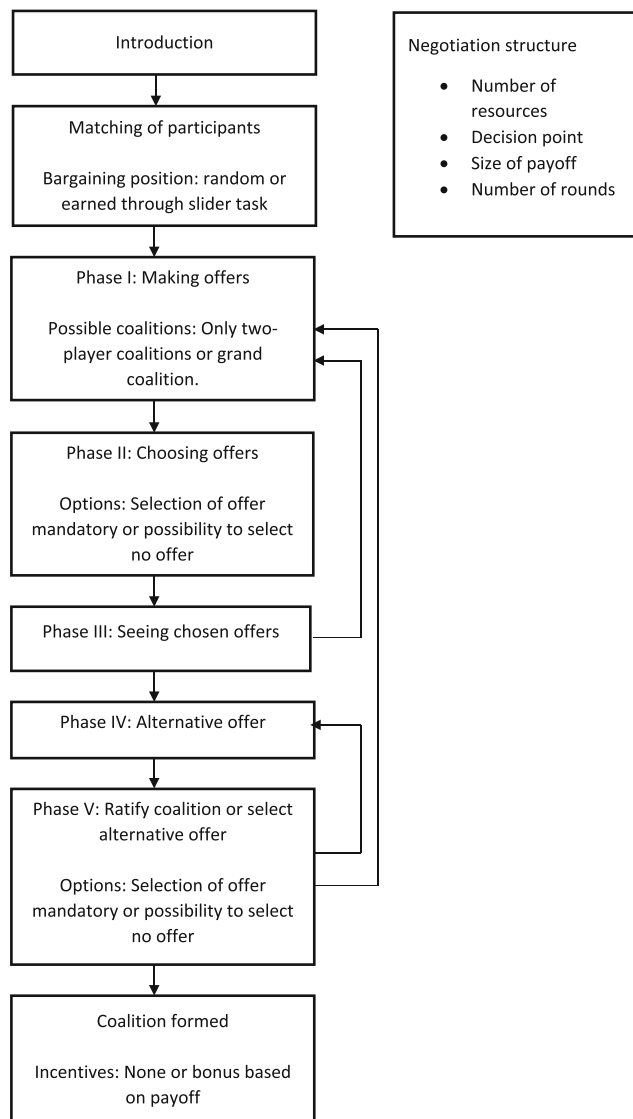 Introduction
Matching of participants
Bargaining position: random or
earned through slider task
Phase I: Making offers
Possible coalitions: Only two-
player coalitions or grand
coalition.
Phase II: Choosing offers
Options: Selection of offer
mandatory or possibility to select
no offer
Phase III: Seeing chosen offers
Phase IV: Alternative offer
Phase V: Ratify coalition or select
alternative offer
Options: Selection of offer
mandatory or possibility to select
no offer
Coalition formed
Incentives: None or bonus based
on payoff
Negotiation structure
• Number of
resources
• Decision point
• Size of payoff
• Number of rounds